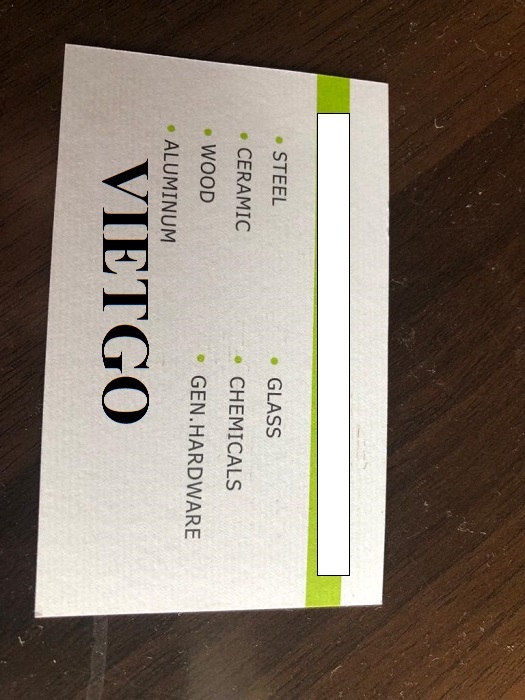 • STEEL • GLASS
• CERAMIC • CHEMICALS
• WOOD • GEN.HARDWARE
• ALUMINUM
VIETGO